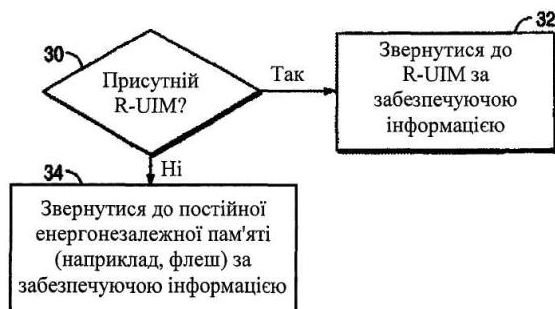 30
Присутній
R-UIM?
Так
32
Звернутися до
R-UIM за
забезпечуючою
інформацією
Ні
34
Звернутися до постійної
енергонезалежної пам'яті
(наприклад, флеш) за
забезпечуючою інформацією